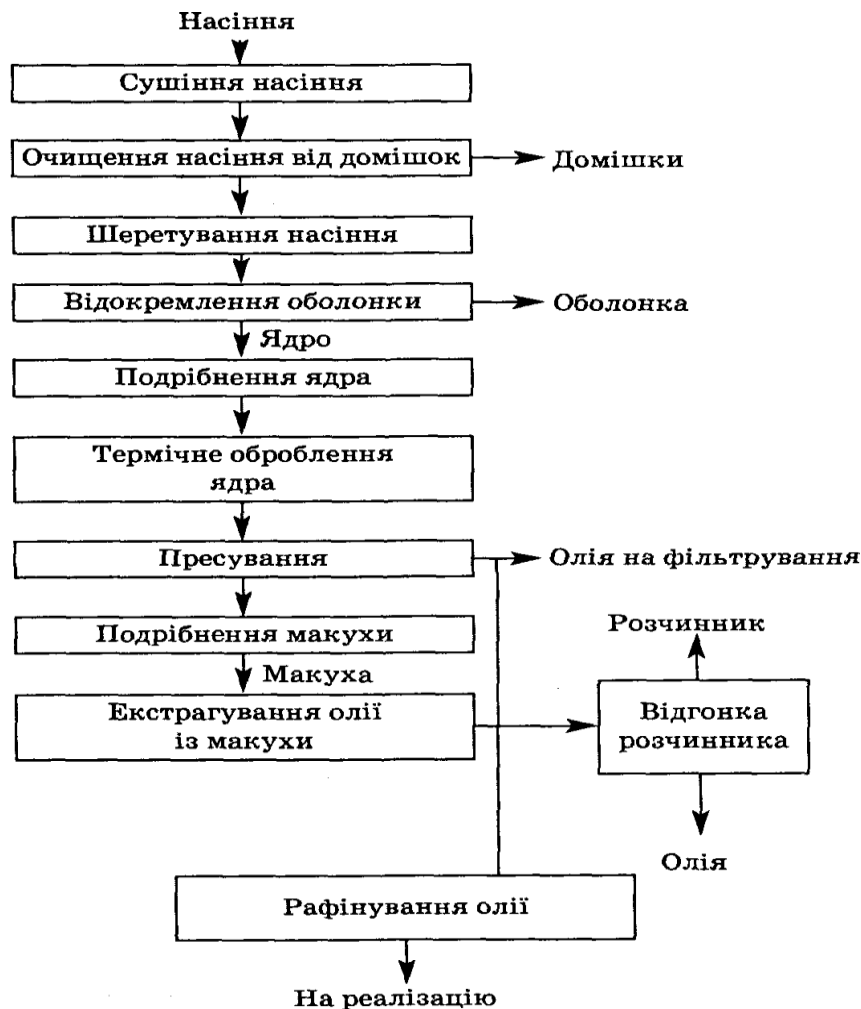 Насіння
Сушіння насіння
Очищення насіння від домішок
Домішки
Шеретування насіння
Відокремлення оболонки
Оболонка
Ядро
Подрібнення ядра
Термічне оброблення
ядра
Пресування
Олія на фільтрування
Подрібнення макухи
Розчинник
Макуха
Екстрагування олії
із макухи
Відгонка
розчинника
Олія
Рафінування олії
На реалізацію